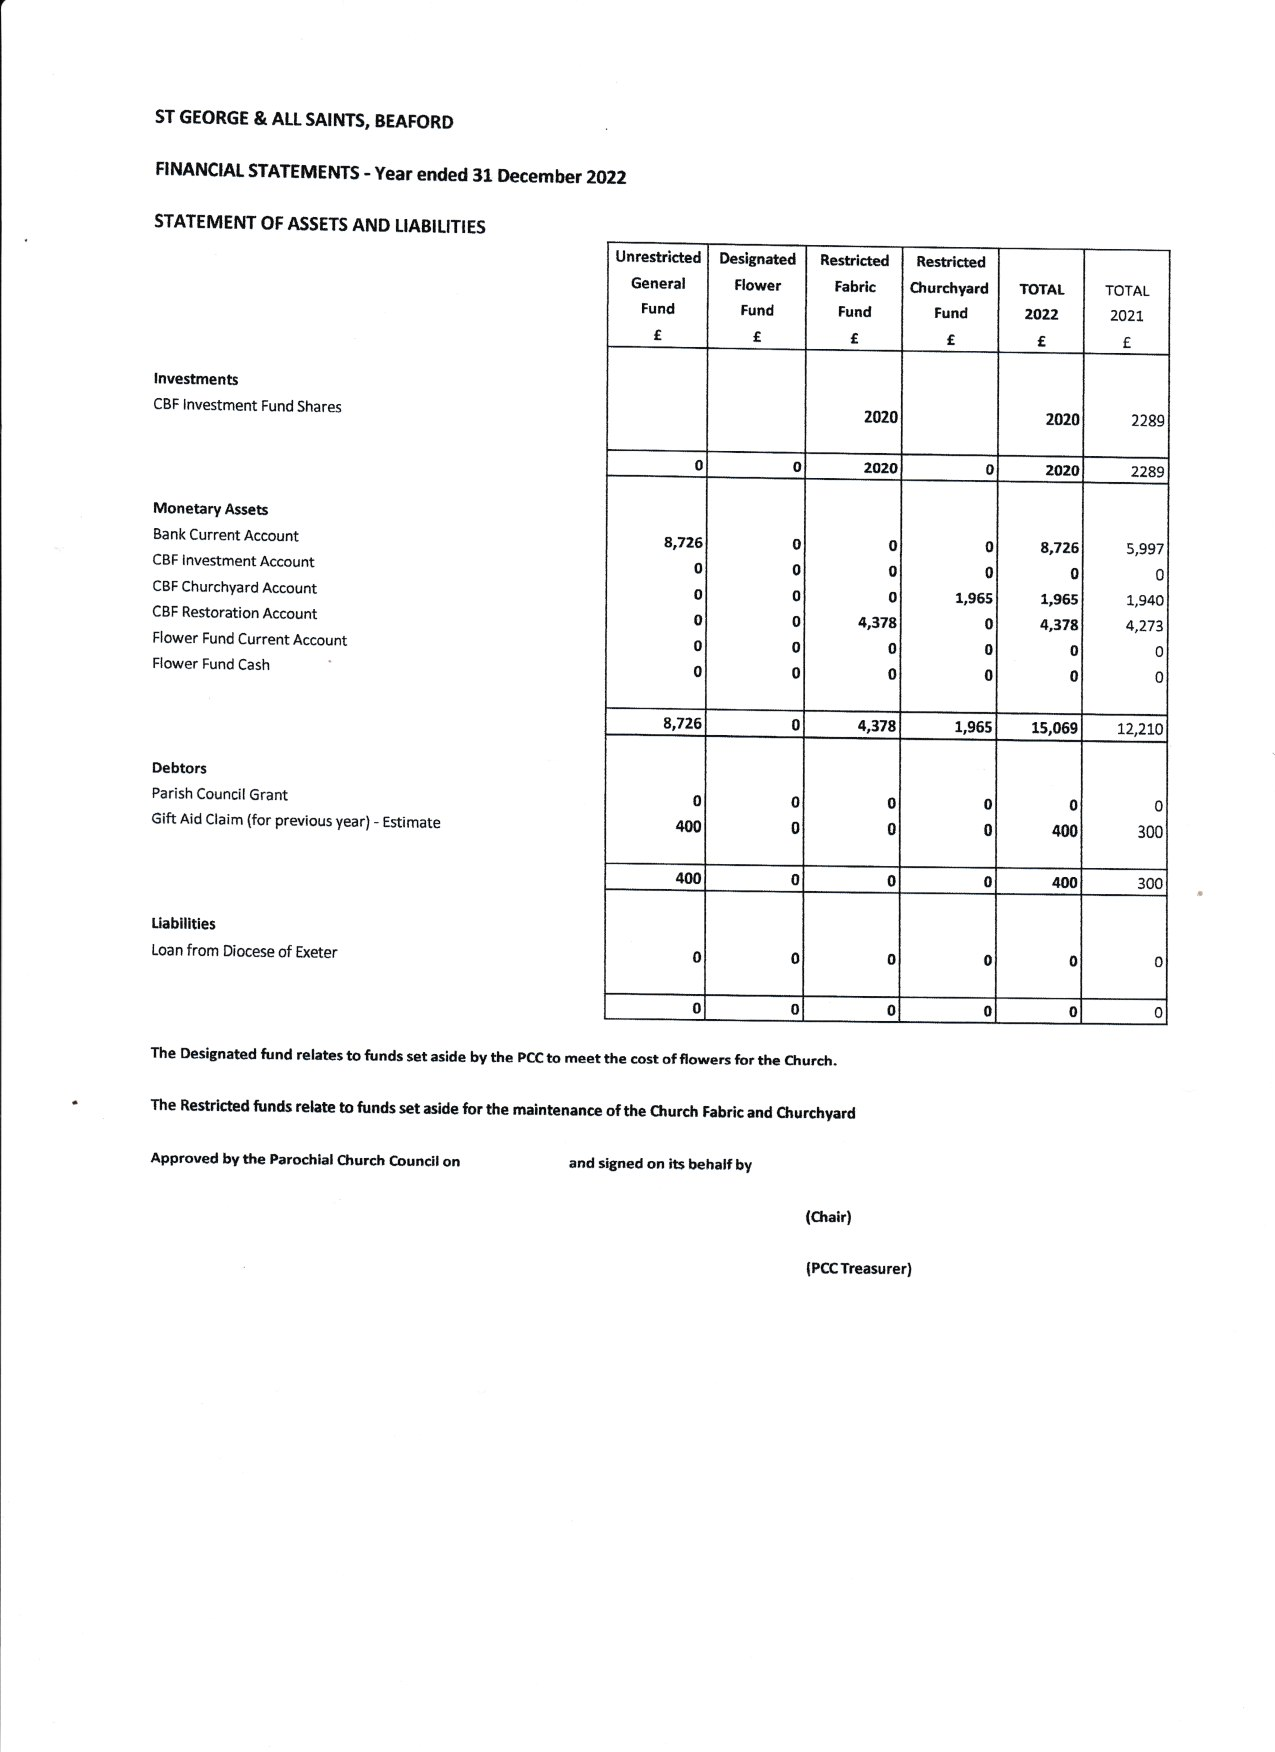 ST GEORGE & ALL SAINTS, BEAFORD
FINANCIAL STATEMENTS - Year ended 31 December 2022
STATEMENT OF ASSETS AND LIABILITIES
Unrestricted Designated Restricted Restricted
General Flower Fabric Churchyard TOTAL TOTAL
Fund Fund Fund Fund 2022 2021
£ £ £ £ £ £
Investments
CBF Investment Fund Shares 2020 2020 2289
0 0 2020 0 2020 2289
Monetary Assets
Bank Current Account 8,726 0 0 0 8,726 5,997
CBF Investment Account 0 0 0 0 0 0
CBF Churchyard Account 0 0 0 1,965 1,965 1,940
CBF Restoration Account 0 0 4,378 0 4,378 4,273
Flower Fund Current Account 0 0 0 0 0 0
Flower Fund Cash 0 0 0 0 0 0
8,726 0 4,378 1,965 15,069 12,210
Debtors
Parish Council Grant 0 0 0 0 0 0
Gift Aid Claim (for previous year) - Estimate 400 0 0 0 400 300
400 0 0 0 400 300
Liabilities
Loan from Diocese of Exeter 0 0 0 0 0 0
0 0 0 0 0 0
The Designated fund relates to funds set aside by the PCC to meet the cost of flowers for the Church.
The Restricted funds relate to funds set aside for the maintenance of the Church Fabric and Churchyard
Approved by the Parochial Church Council on and signed on its behalf by
(Chair)
(PCC Treasurer)